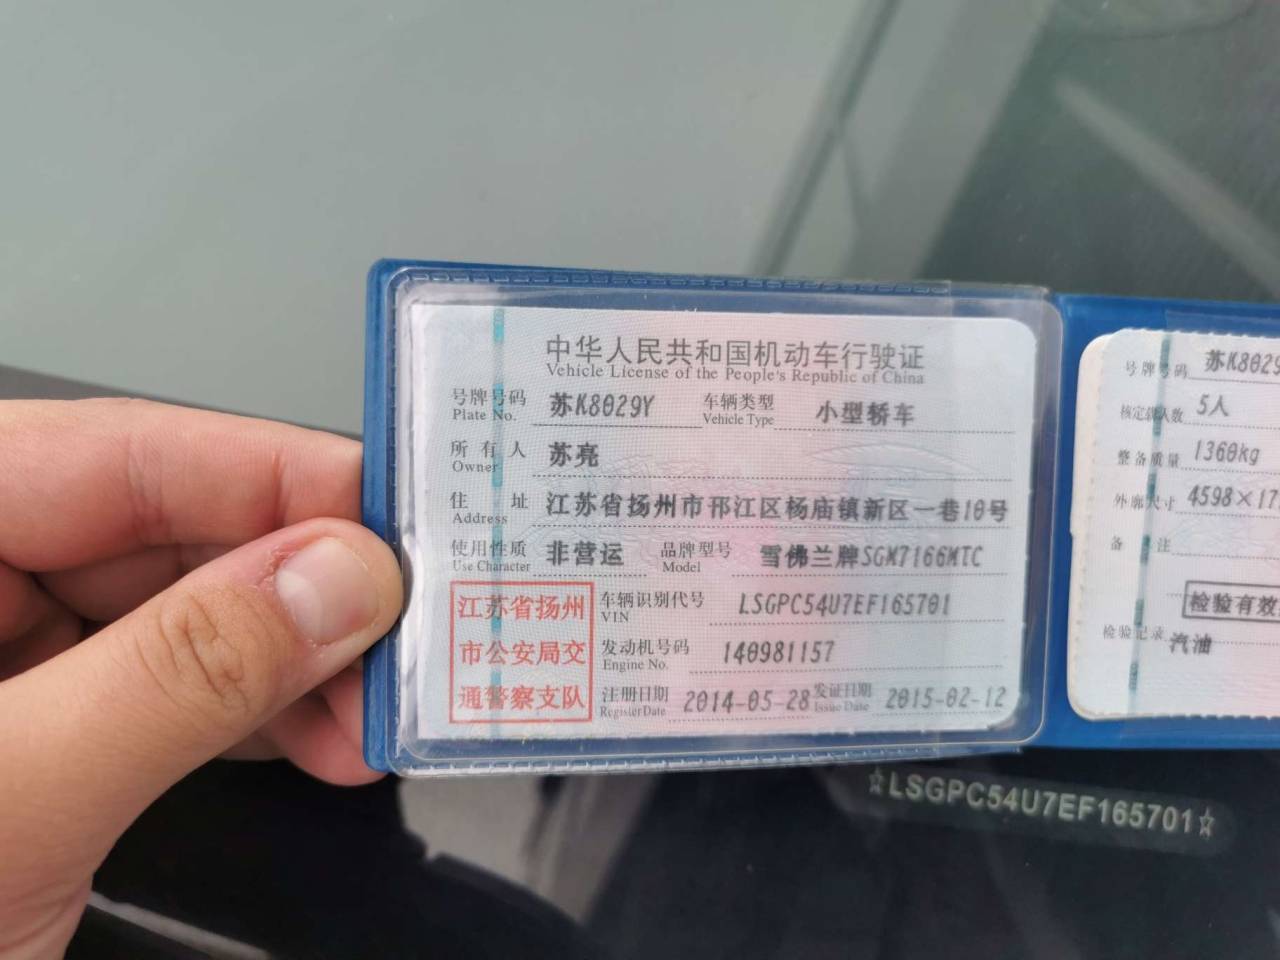 中华人民共和国机动车行驶证
Vehicle License of the People's Republic of China
号牌号码 苏K8029Y 车辆类型 小型轿车
Plate No. Vehicle Type
所有人 苏亮
Owner
住址 江苏省扬州市邗江区杨庙镇新区一巷10号
Address
使用性质 非营运 品牌型号 雪佛兰牌SGM7166MTC
Use Character Model
江苏省扬州
市公安局交
通警察支队
车辆识别代号 LSGPC54U7EF165701
VIN
发动机号码 140981157
Engine No.
注册日期 2014-05-28 发证日期 2015-02-12
Register Date Issue Date
号牌号码 苏K8029
核定载人数 5人
整备质量 1360kg
外廓尺寸 4598×17
备注
检验有效
检验记录
汽油
☆LSGPC54U7EF165701☆